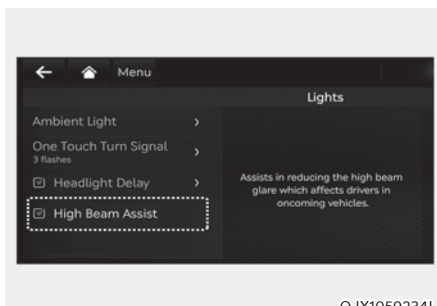 Menu
Lights
Ambient Light
One Touch Turn Signal
3 flashes
Headlight Delay
High Beam Assist
Assists in reducing the high beam
glare which affects drivers in
oncoming vehicles.